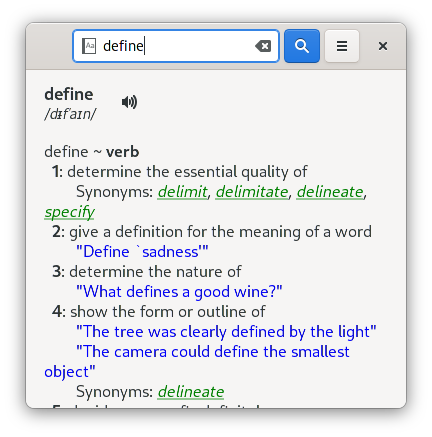 define
define
/dɪfˈaɪn/
define ~ verb
1: determine the essential quality of
Synonyms: delimit, delimitate, delineate,
specify
2: give a definition for the meaning of a word
"Define `sadness'"
3: determine the nature of
"What defines a good wine?"
4: show the form or outline of
"The tree was clearly defined by the light"
"The camera could define the smallest
object"
Synonyms: delineate